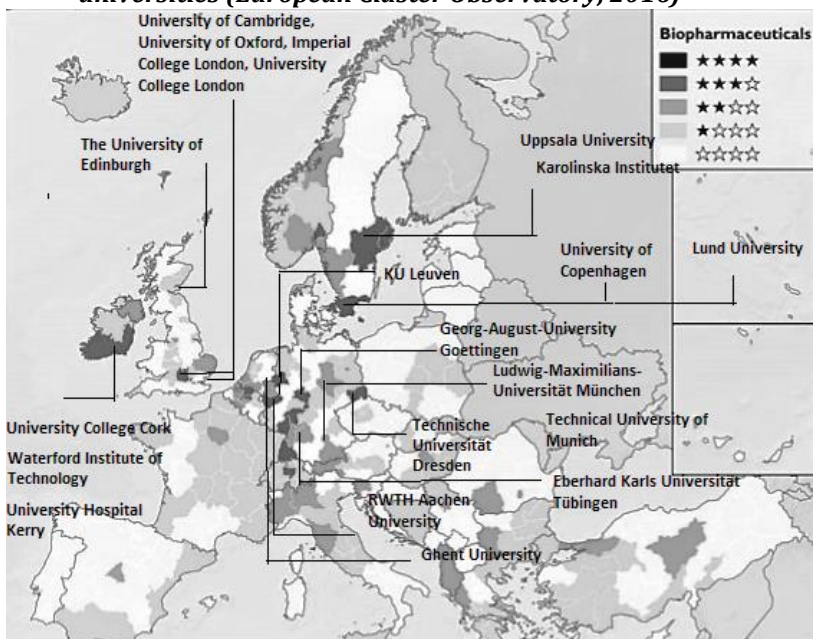 universities (European Cluster Observatory, 2016)
University of Cambridge,
University of Oxford, Imperial
College London, University
College London
Biopharmaceuticals
★★★★
★★★☆
★★☆☆
★☆☆☆
☆☆☆☆
The University of
Edinburgh
Uppsala University
Karolinska Institutet
University of
Copenhagen
Lund University
KU Leuven
Georg-August-University
Goettingen
Ludwig-Maximilians-
Universität München
University College Cork
Technische
Universität
Dresden
Technical University of
Munich
Waterford Institute of
Technology
Eberhard Karls Universität
Tübingen
University Hospital
Kerry
RWTH Aachen
University
Ghent University